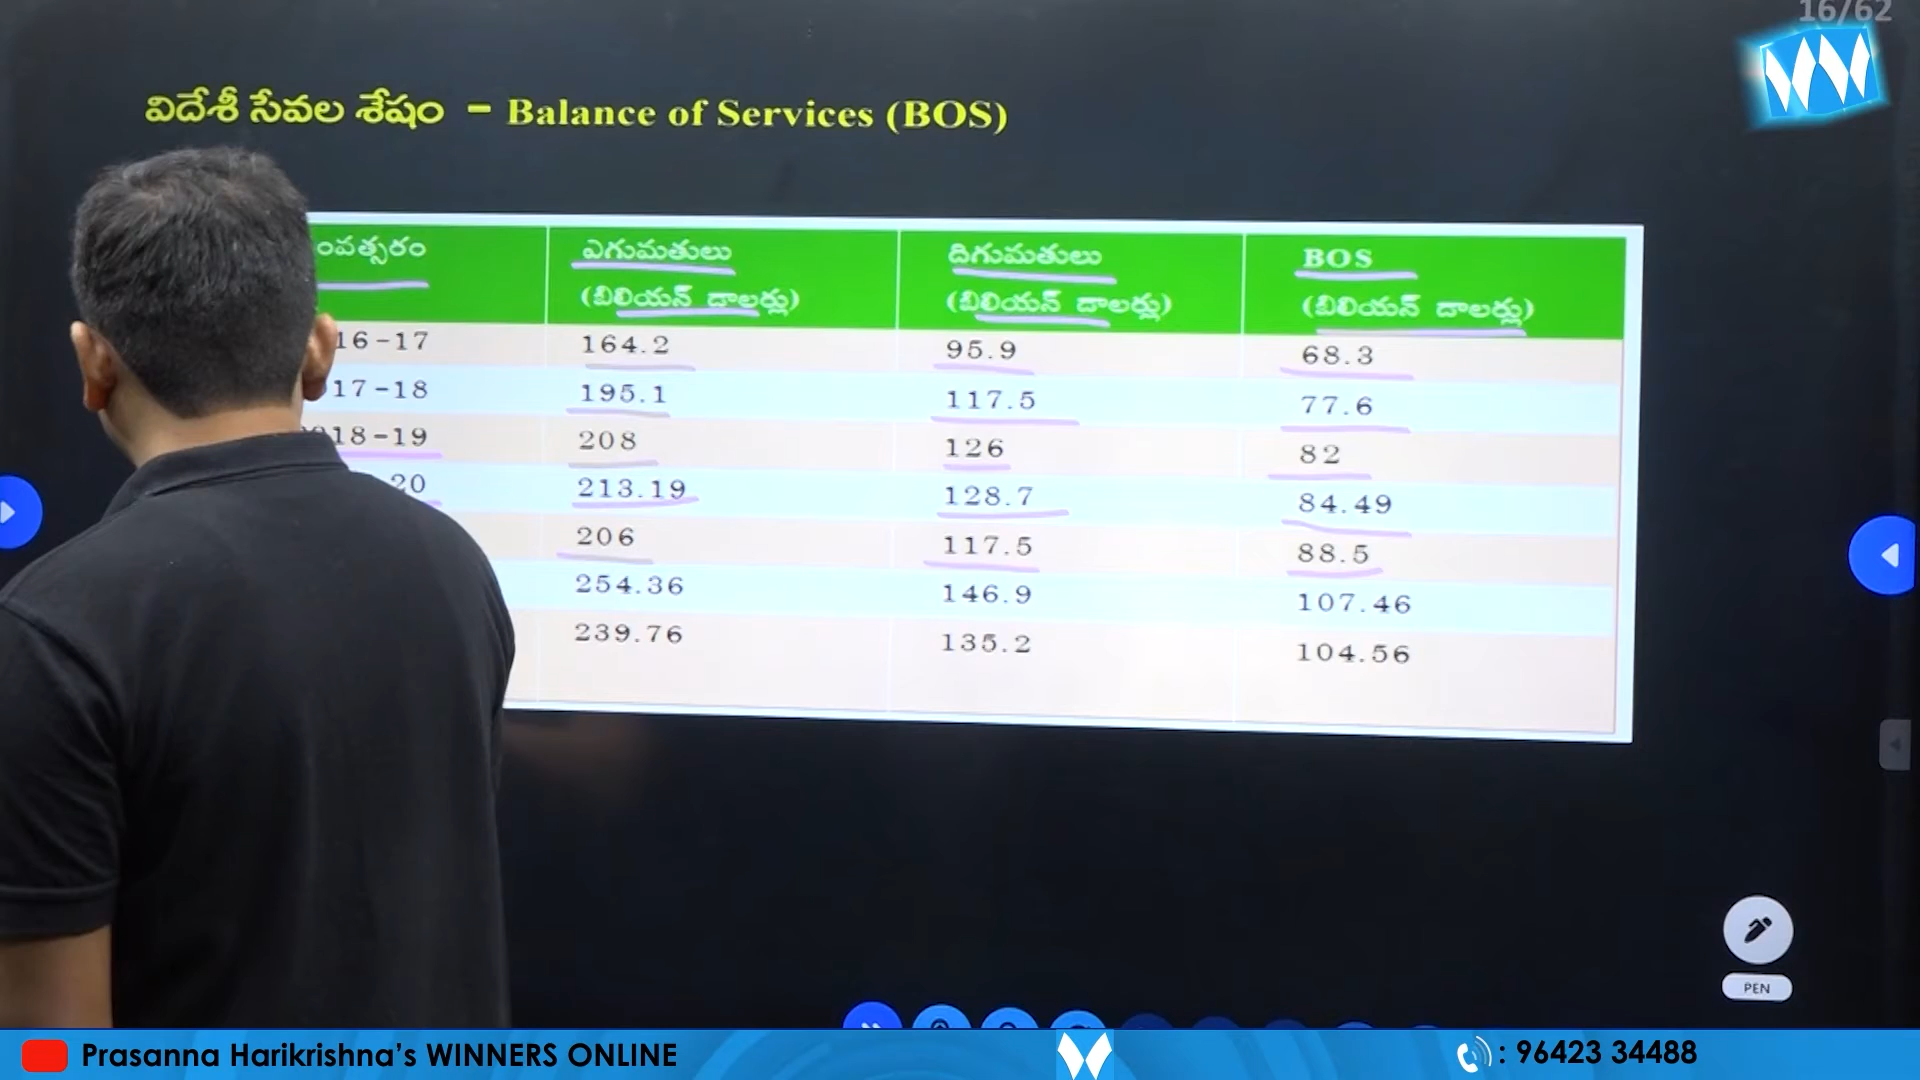 16/62
విదేశీ సేవల శేషం - Balance of Services (BOS)
ఎగుమతులు దిగుమతులు BOS
(బిలియన్ డాలర్లు) (బిలియన్ డాలర్లు) (బిలియన్ డాలర్లు)
16-17 164.2 95.9 68.3
17-18 195.1 117.5 77.6
18-19 208 126 82
20 213.19 128.7 84.49
206 117.5 88.5
254.36 146.9 107.46
239.76 135.2 104.56
PEN
Prasanna Harikrishna's WINNERS ONLINE
: 96423 34488